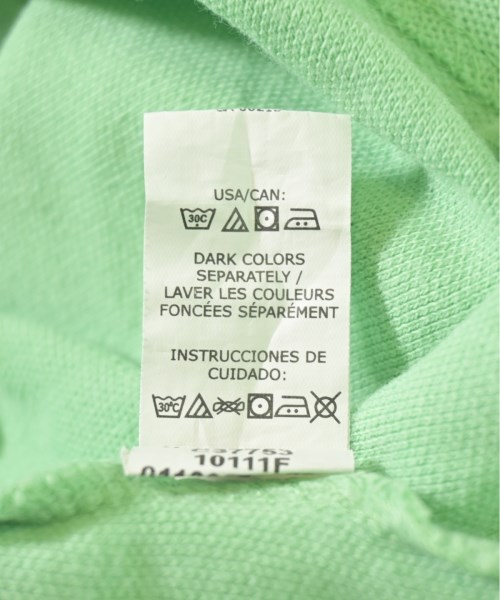 USA/CAN:
30C
DARK COLORS
SEPARATELY /
LAVER LES COULEURS
FONCÉES SÉPARÉMENT
INSTRUCCIONES DE
CUIDADO:
30°C
10111F